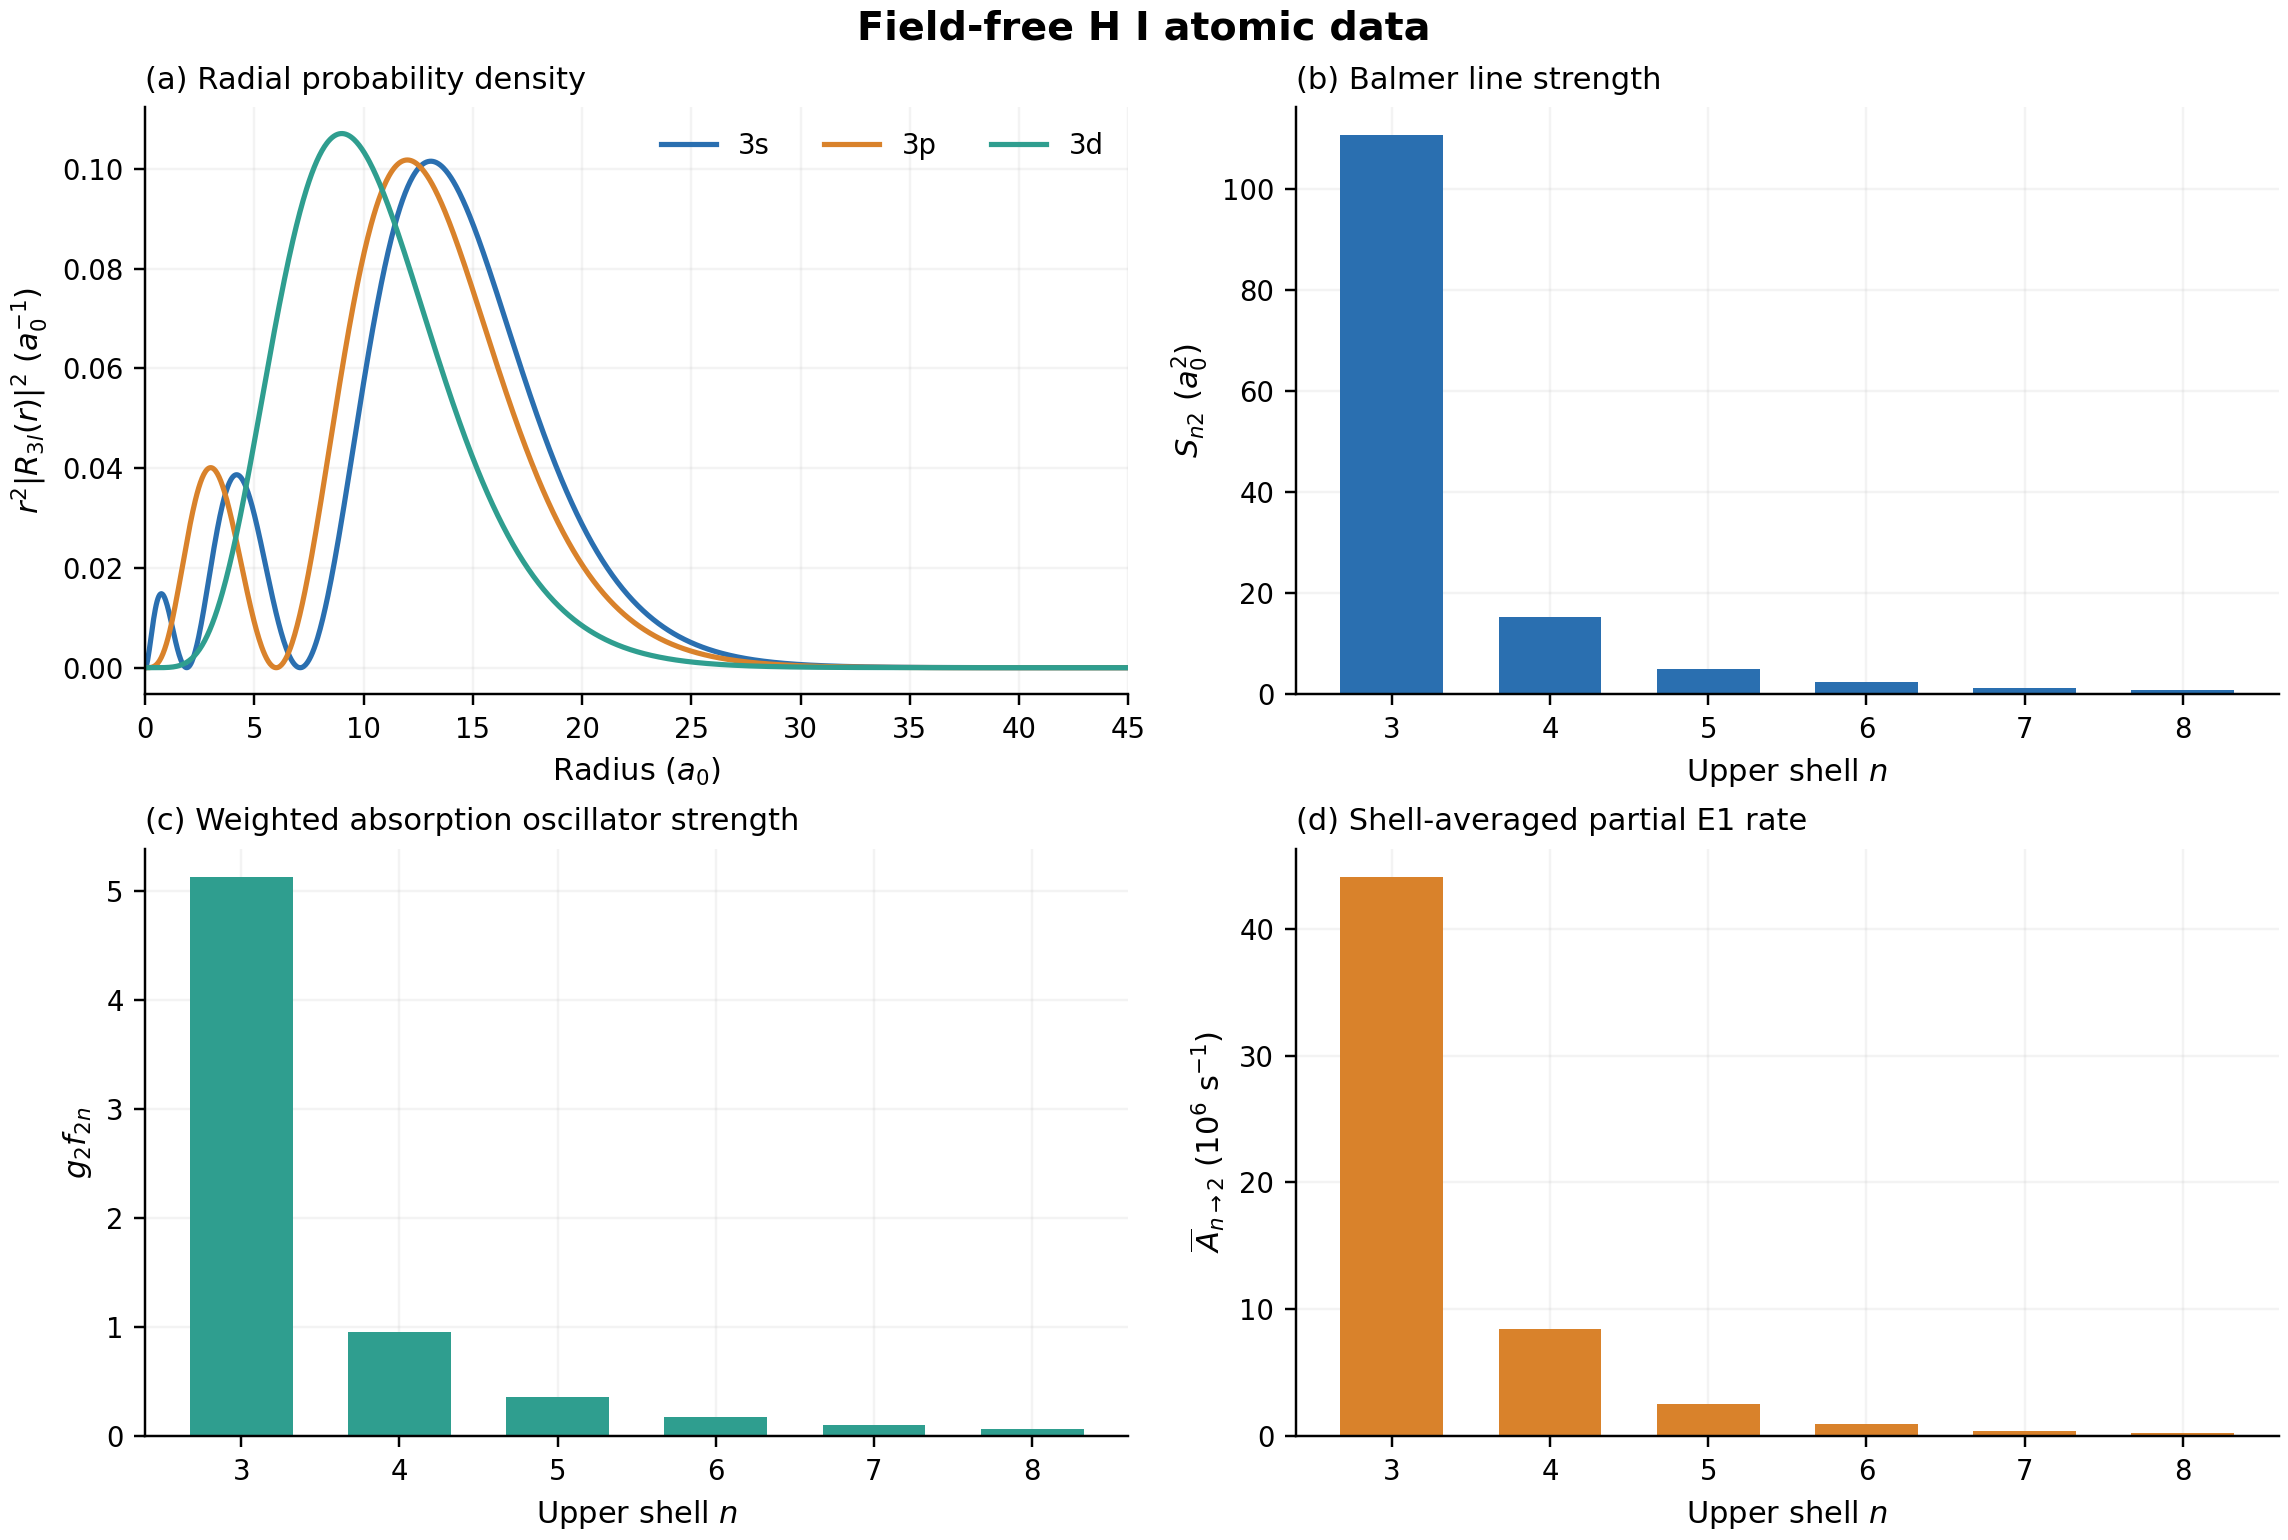 Field-free H I atomic data
(a) Radial probability density
r²|R₃ₗ(r)|² (a₀⁻¹)
0.10
0.08
0.06
0.04
0.02
0.00
3s 3p 3d
0 5 10 15 20 25 30 35 40 45
Radius (a₀)
(b) Balmer line strength
Sₙ₂ (a₀²)
100
80
60
40
20
0
3 4 5 6 7 8
Upper shell n
(c) Weighted absorption oscillator strength
g₂f₂ₙ
5
4
3
2
1
0
3 4 5 6 7 8
Upper shell n
(d) Shell-averaged partial E1 rate
A̅ₙ→₂ (10⁶ s⁻¹)
40
30
20
10
0
3 4 5 6 7 8
Upper shell n